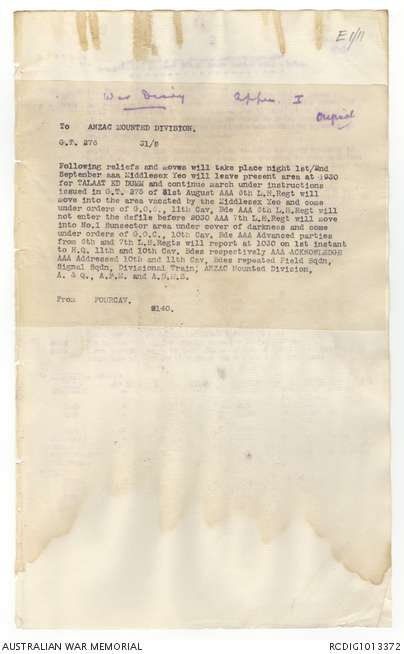 E 1/11
War Diary Appen. I
To ANZAC MOUNTED DIVISION.
G.T. 276 31/8
Following reliefs and moves will take place night 1st/2nd
September aaa Middlesex Yeo will leave present area at 1930
for TALAAT ED DUMM and continue march under instructions
issued in G.T. 275 of 31st August AAA 6th L.H.Regt will
move into the area vacated by the Middlesex Yeo and come
under orders of G.O.C., 11th Cav. Bde AAA 6th L.H.Regt will
not enter the defile before 2030 AAA 7th L.H.Regt will move
into No.1 Subsector area under cover of darkness and come
under orders of G.O.C., 10th Cav. Bde AAA Advanced parties
from 6th and 7th L.H.Regts will report at 1030 on 1st instant
to H.Q. 11th and 10th Cav. Bdes respectively AAA ACKNOWLEDGE
AAA Addressed 10th and 11th Cav. Bdes repeated Field Sqdn,
Signal Sqdn, Divisional Train, ANZAC Mounted Division,
A. & Q., A.P.M. and A.D.M.S.
From FOURCAV.
2140.
AUSTRALIAN WAR MEMORIAL RCDIG1013372